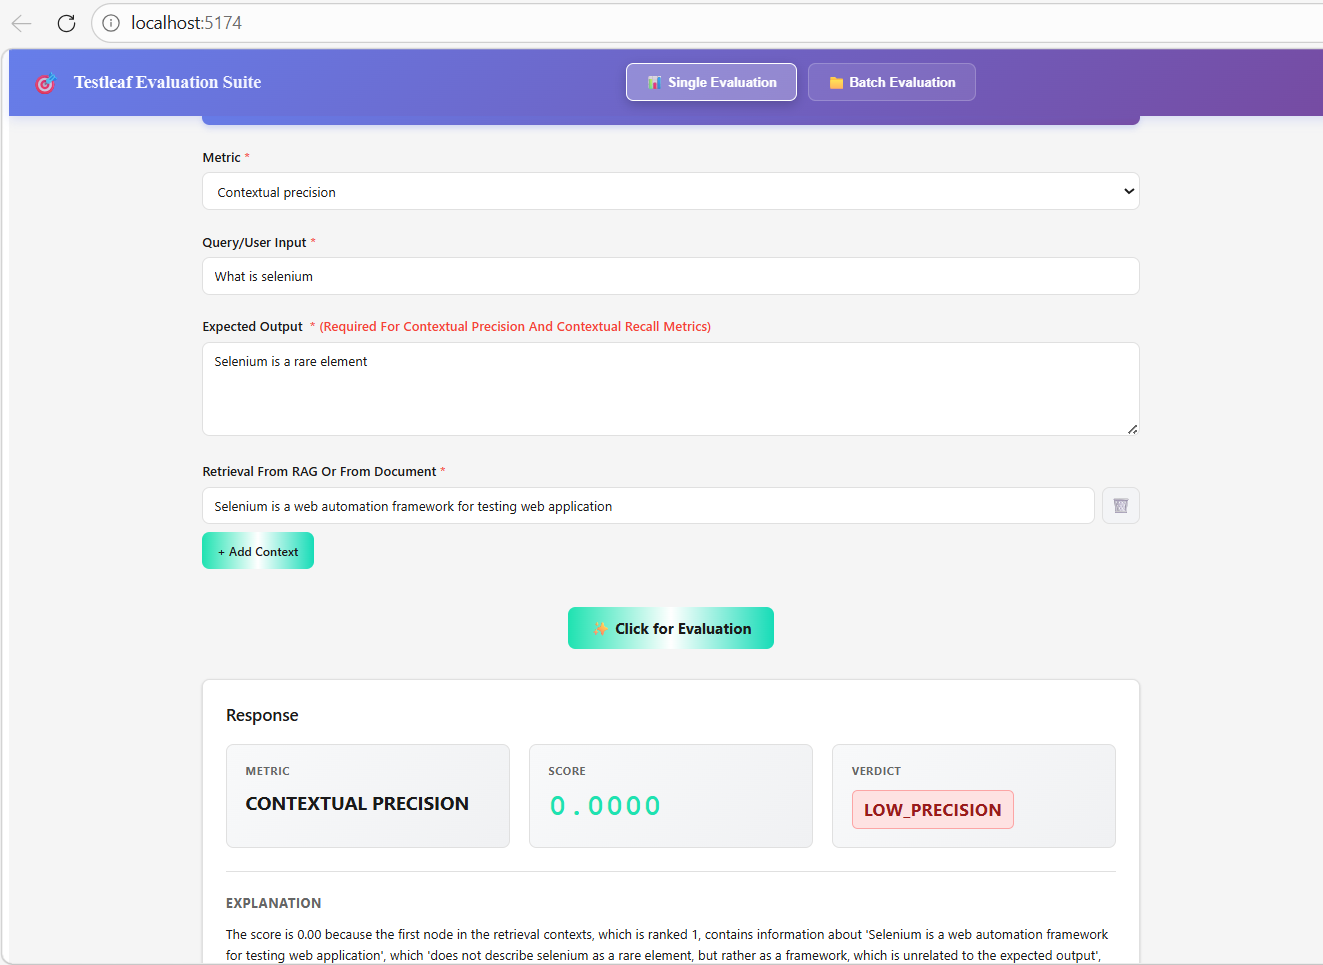 localhost:5174
Testleaf Evaluation Suite
Single Evaluation
Batch Evaluation
Metric *
Contextual precision
Query/User Input *
What is selenium
Expected Output * (Required For Contextual Precision And Contextual Recall Metrics)
Selenium is a rare element
Retrieval From RAG Or From Document *
Selenium is a web automation framework for testing web application
+ Add Context
Click for Evaluation
Response
METRIC
CONTEXTUAL PRECISION
SCORE
0.0000
VERDICT
LOW_PRECISION
EXPLANATION
The score is 0.00 because the first node in the retrieval contexts, which is ranked 1, contains information about 'Selenium is a web automation framework
for testing web application', which 'does not describe selenium as a rare element, but rather as a framework, which is unrelated to the expected output',